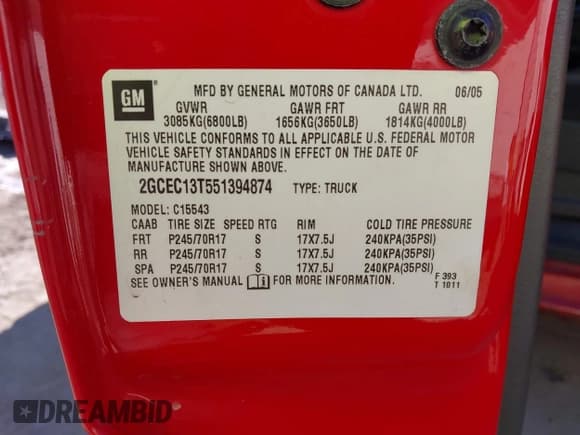 GM
MFD BY GENERAL MOTORS OF CANADA LTD. 06/05
GVWR GAWR FRT GAWR RR
3085KG(6800LB) 1656KG(3650LB) 1814KG(4000LB)
THIS VEHICLE CONFORMS TO ALL APPLICABLE U.S. FEDERAL MOTOR
VEHICLE SAFETY STANDARDS IN EFFECT ON THE DATE OF
MANUFACTURE SHOWN ABOVE.
2GCEC13T551394874 TYPE: TRUCK
MODEL: C15543
CAAB TIRE SIZE SPEED RTG RIM COLD TIRE PRESSURE
FRT P245/70R17 S 17X7.5J 240KPA(35PSI)
RR P245/70R17 S 17X7.5J 240KPA(35PSI)
SPA P245/70R17 S 17X7.5J 240KPA(35PSI)
SEE OWNER'S MANUAL FOR MORE INFORMATION.
F 393
T 1011
DREAMBID